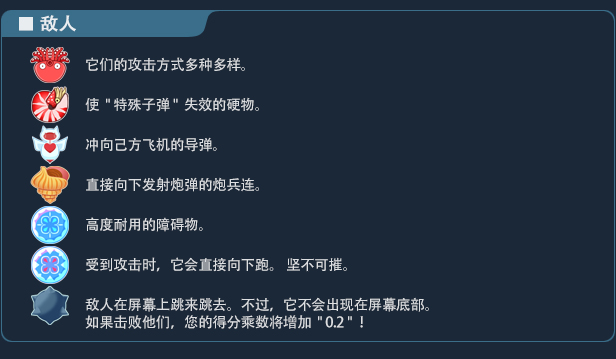 敌人
它们的攻击方式多种多样。
使 "特殊子弹" 失效的硬物。
冲向己方飞机的导弹。
直接向下发射炮弹的炮兵连。
高度耐用的障碍物。
受到攻击时，它会直接向下跑。 坚不可摧。
敌人在屏幕上跳来跳去。不过，它不会出现在屏幕底部。
如果击败他们，您的得分乘数将增加 "0.2"！